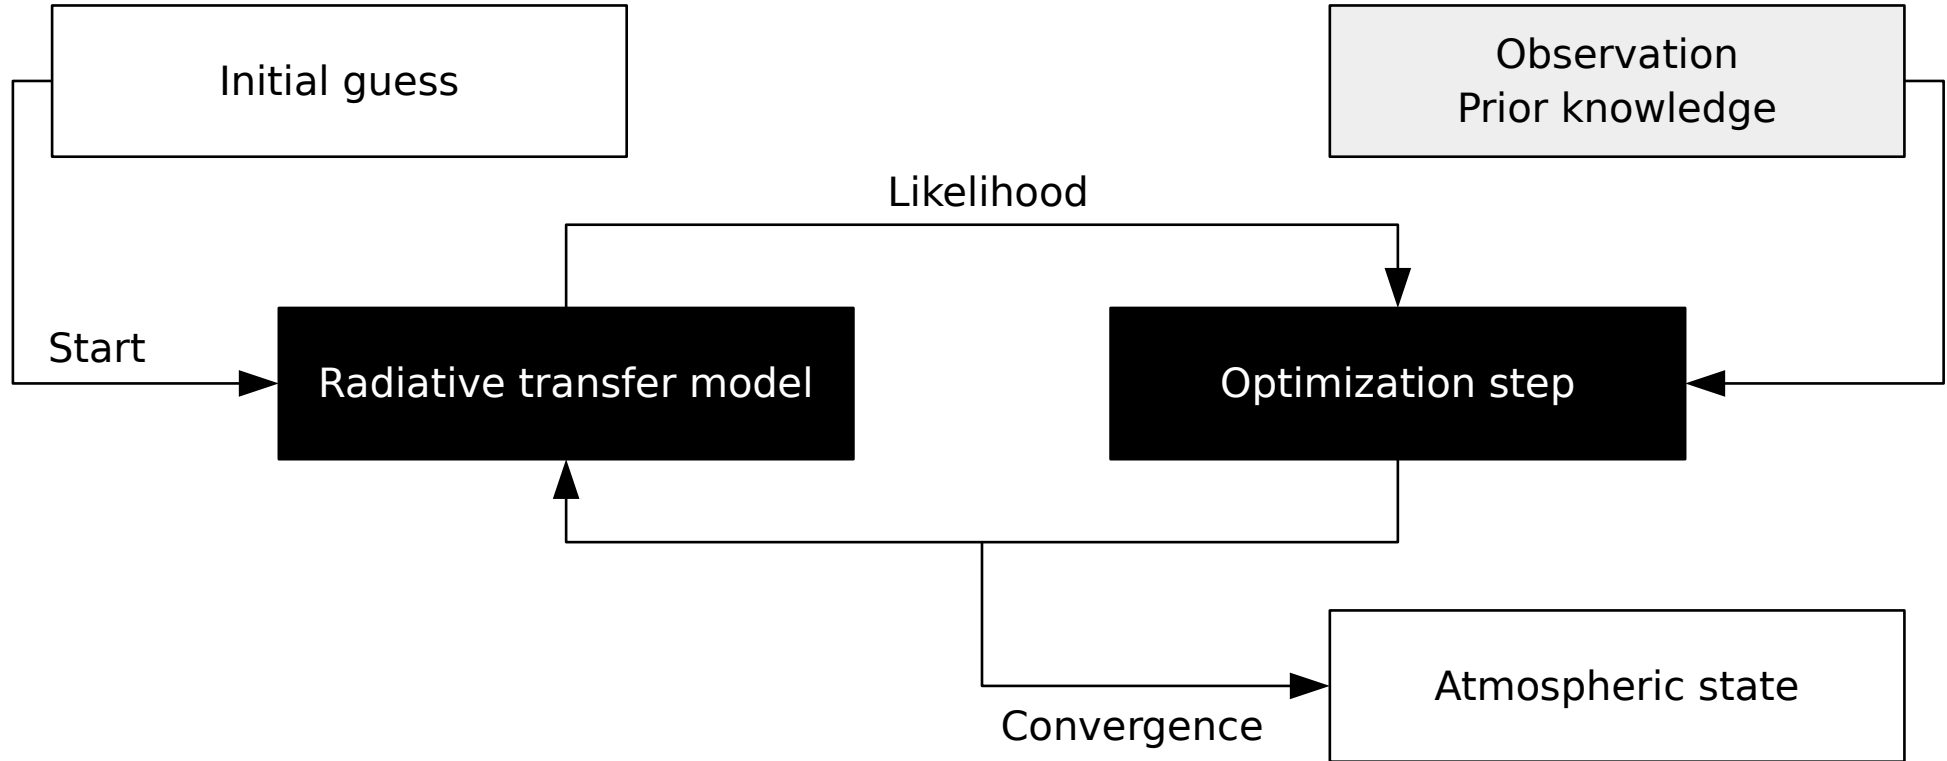 Initial guess
Observation
Prior knowledge
Likelihood
Start
Radiative transfer model
Optimization step
Atmospheric state
Convergence